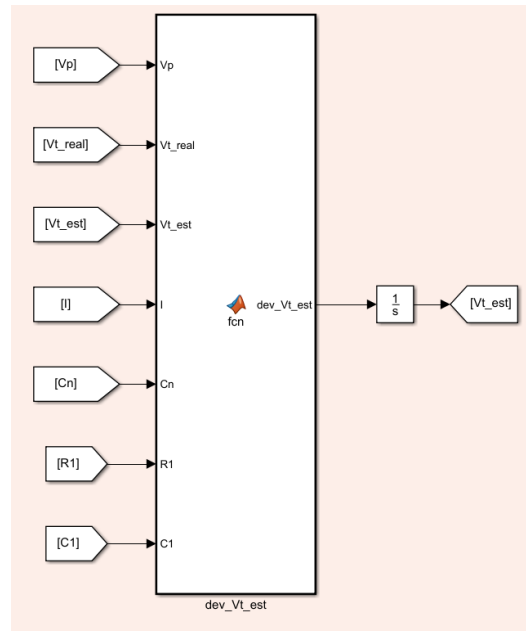 [Vp]
Vp
[Vt_real]
Vt_real
[Vt_est]
Vt_est
[I]
I
fcn
dev_Vt_est
1
s
[Vt_est]
[Cn]
Cn
[R1]
R1
[C1]
C1
dev_Vt_est